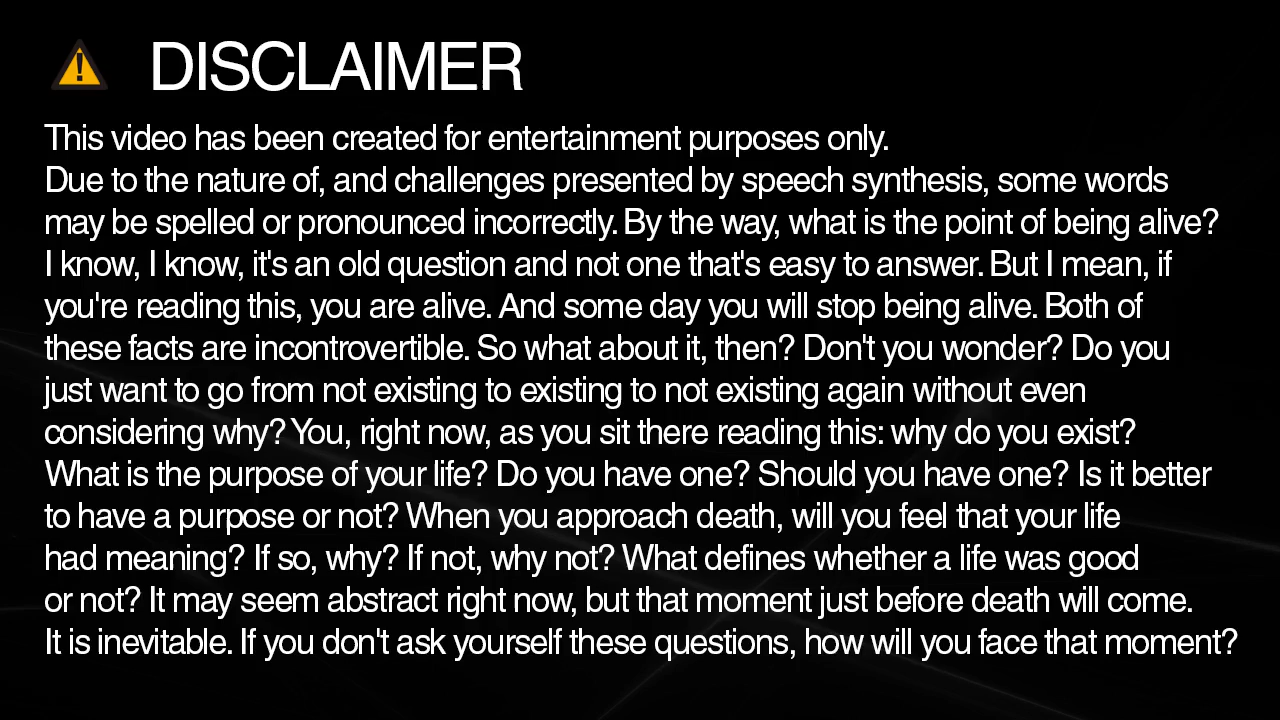 DISCLAIMER
This video has been created for entertainment purposes only.
Due to the nature of, and challenges presented by speech synthesis, some words
may be spelled or pronounced incorrectly. By the way, what is the point of being alive?
I know, I know, it's an old question and not one that's easy to answer. But I mean, if
you're reading this, you are alive. And some day you will stop being alive. Both of
these facts are incontrovertible. So what about it, then? Don't you wonder? Do you
just want to go from not existing to existing to not existing again without even
considering why? You, right now, as you sit there reading this: why do you exist?
What is the purpose of your life? Do you have one? Should you have one? Is it better
to have a purpose or not? When you approach death, will you feel that your life
had meaning? If so, why? If not, why not? What defines whether a life was good
or not? It may seem abstract right now, but that moment just before death will come.
It is inevitable. If you don't ask yourself these questions, how will you face that moment?